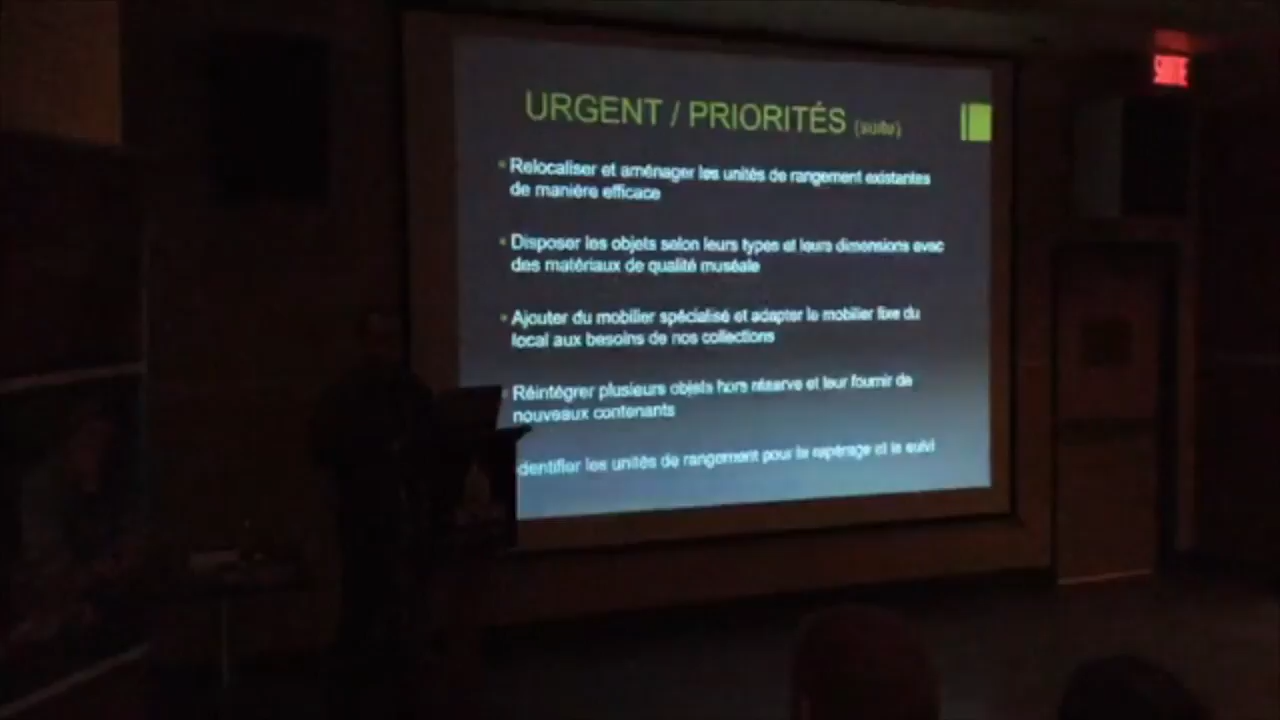 URGENT / PRIORITÉS (suite)
Relocaliser et aménager les unités de rangement existantes
de manière efficace
Disposer les objets selon leurs types et leurs dimensions avec
des matériaux de qualité muséale
Ajouter du mobilier spécialisé et adapter le mobilier fixe du
local aux besoins de nos collections
Réintégrer plusieurs objets hors réserve et leur fournir de
nouveaux contenants
dentifier les unités de rangement pour le repérage et le suivi